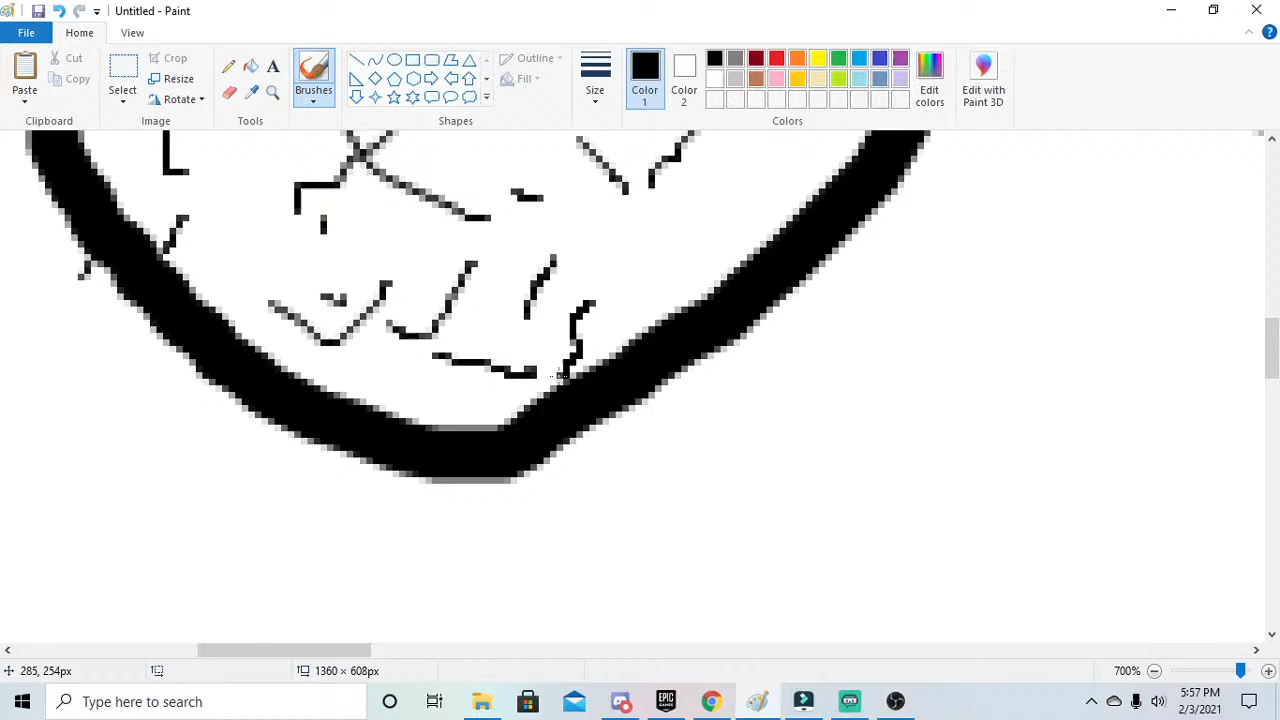 Untitled - Paint
File Home View
Paste
Cut
Copy
Clipboard
Select
Crop
Resize
Rotate
Image
A
Tools
Brushes
Outline
Fill
Shapes
Size
Color 1
Color 2
Edit colors
Edit with Paint 3D
Colors
285, 254px
1360 × 608px
700%
Type here to search
EPIC GAMES
5:57 PM
2/3/2021